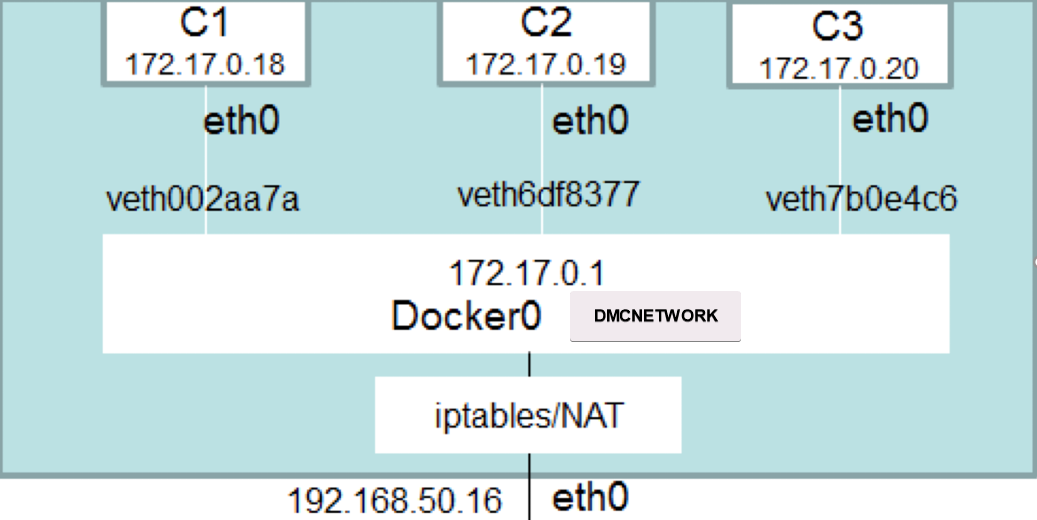 C1
172.17.0.18
C2
172.17.0.19
C3
172.17.0.20
eth0
eth0
eth0
veth002aa7a
veth6df8377
veth7b0e4c6
172.17.0.1
Docker0
DMCNETWORK
iptables/NAT
192.168.50.16
eth0